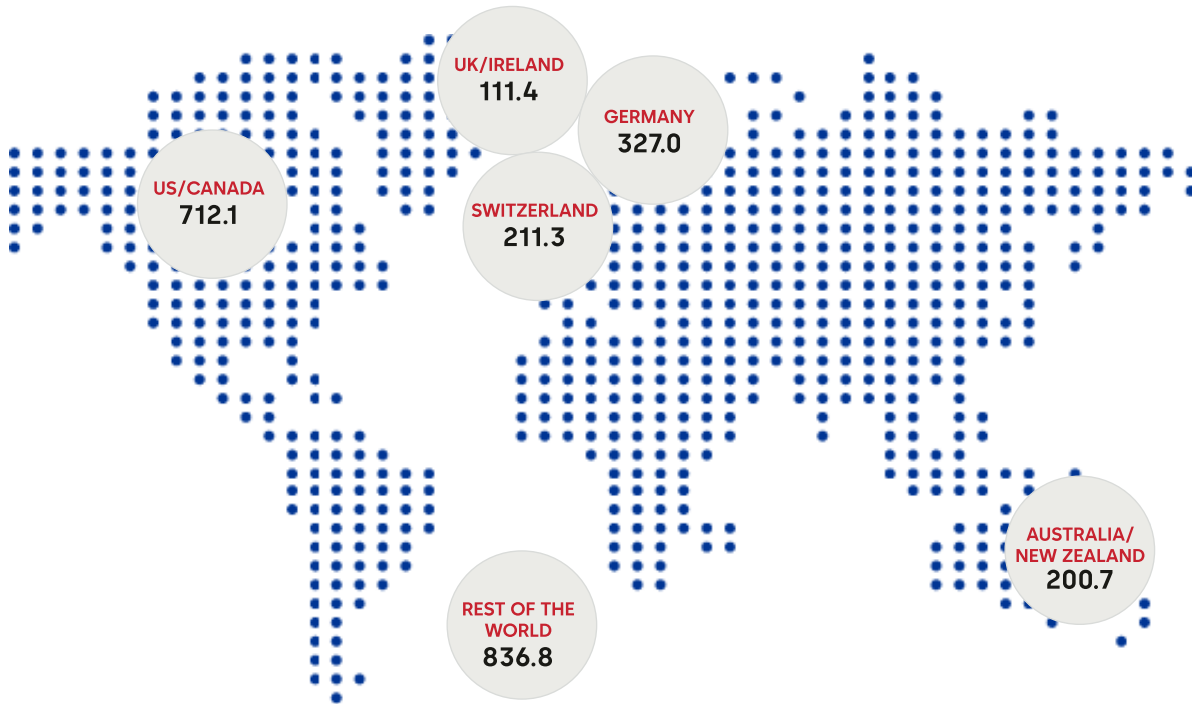 UK/IRELAND
111.4
GERMANY
327.0
US/CANADA
712.1
SWITZERLAND
211.3
AUSTRALIA/
NEW ZEALAND
200.7
REST OF THE
WORLD
836.8